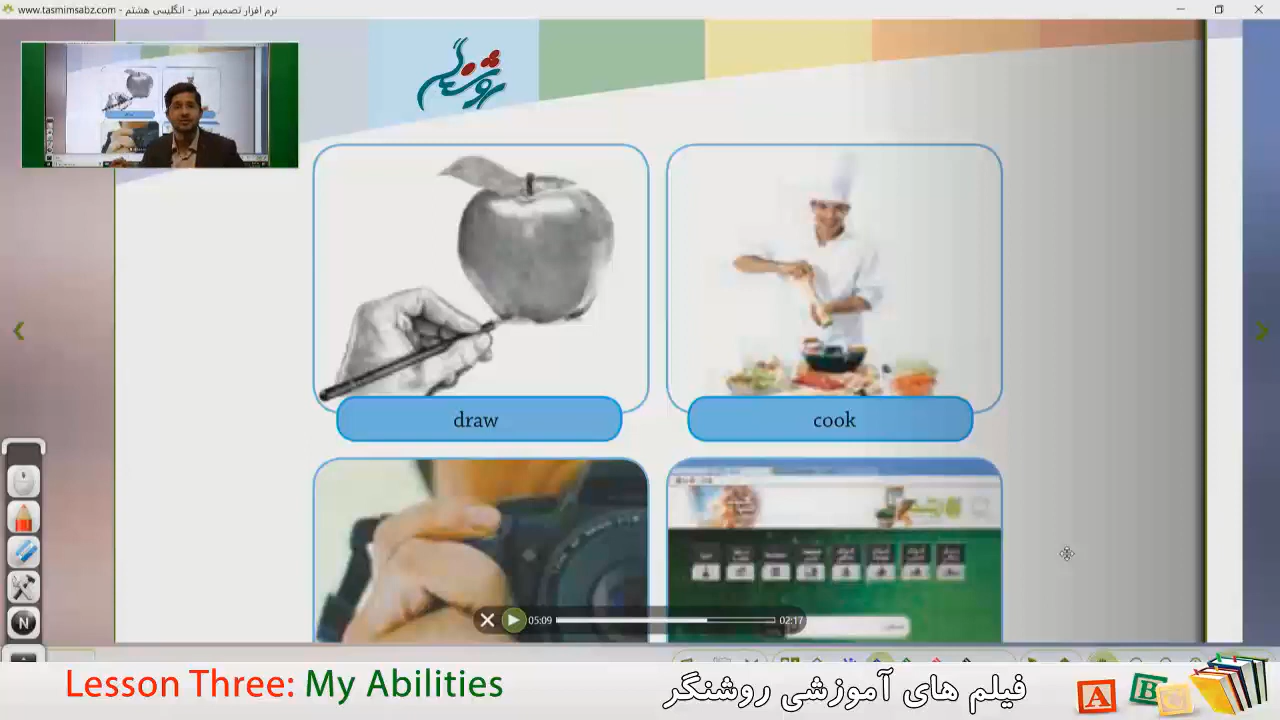 نرم افزار تصمیم سبز - انگلیسی هشتم - www.tasmimsabz.com
روشنگر
draw
cook
05:09
02:17
N
Lesson Three: My Abilities
فیلم های آموزشی روشنگر
A B C